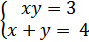 xy = 3
x + y = 4